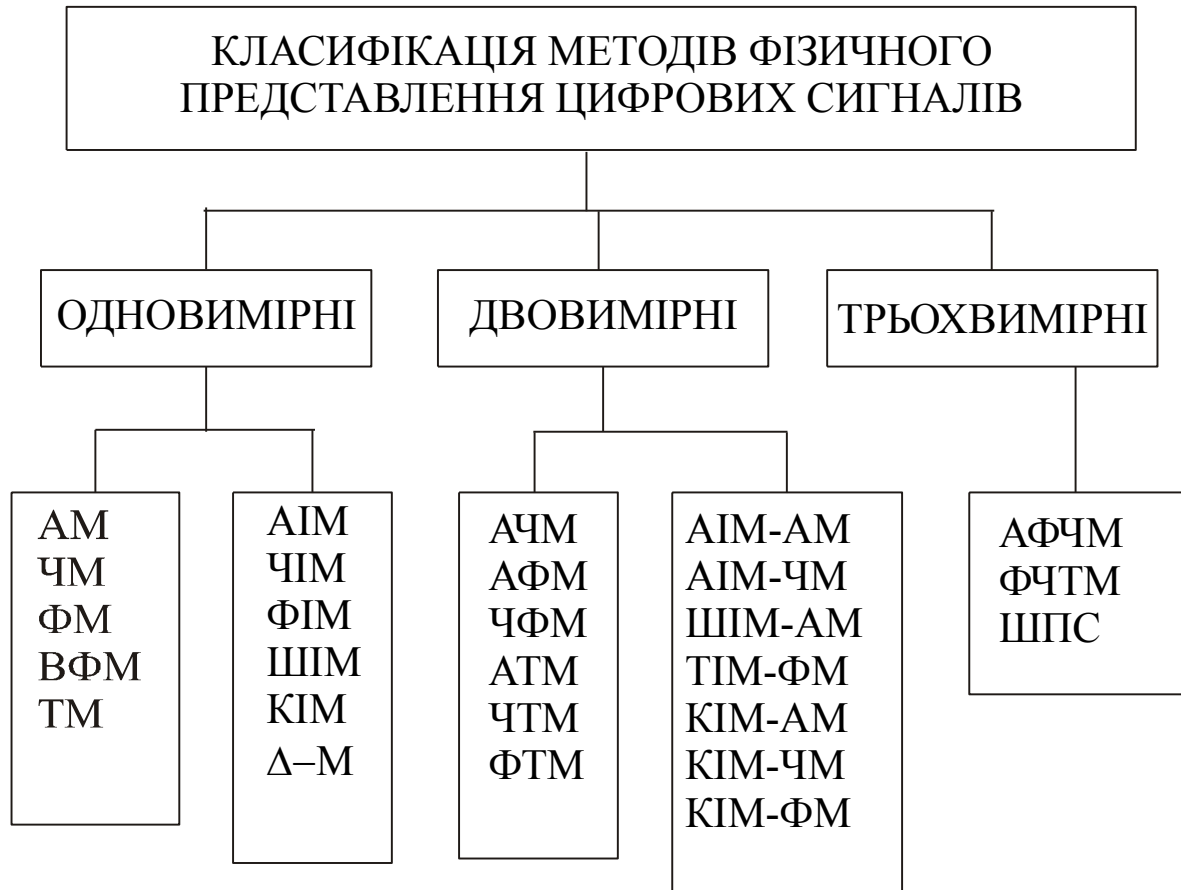 КЛАСИФІКАЦІЯ МЕТОДІВ ФІЗИЧНОГО
ПРЕДСТАВЛЕННЯ ЦИФРОВИХ СИГНАЛІВ
ОДНОВИМІРНІ
ДВОВИМІРНІ
ТРЬОХВИМІРНІ
АМ
ЧМ
ФМ
ВФМ
ТМ
АІМ
ЧІМ
ФІМ
ШІМ
КІМ
Δ–М
АЧМ
АФМ
ЧФМ
АТМ
ЧТМ
ФТМ
АІМ-АМ
АІМ-ЧМ
ШІМ-АМ
ТІМ-ФМ
КІМ-АМ
КІМ-ЧМ
КІМ-ФМ
АФЧМ
ФЧТМ
ШПС